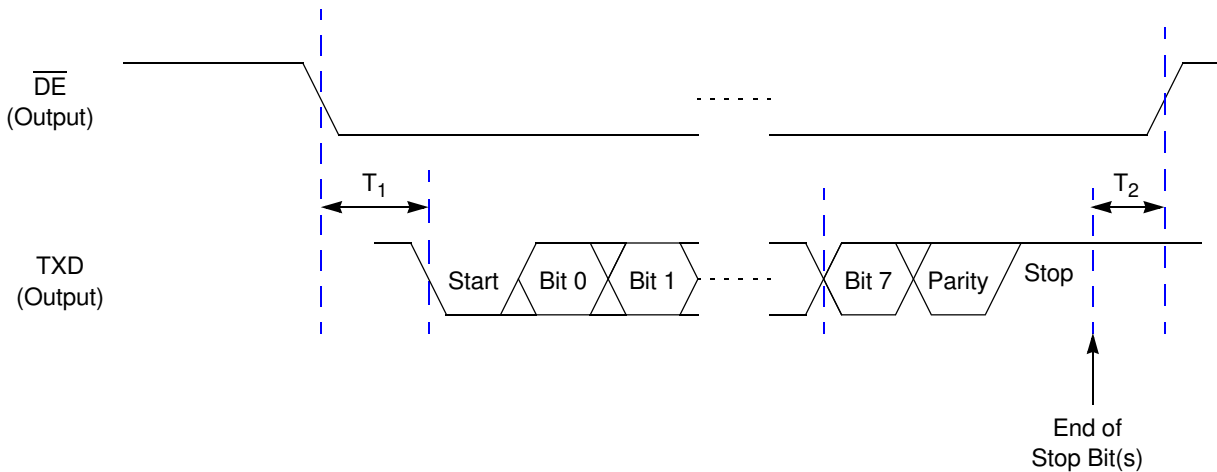 DE
(Output)
T1
T2
TXD
(Output)
Start
Bit 0
Bit 1
Bit 7
Parity
Stop
End of
Stop Bit(s)